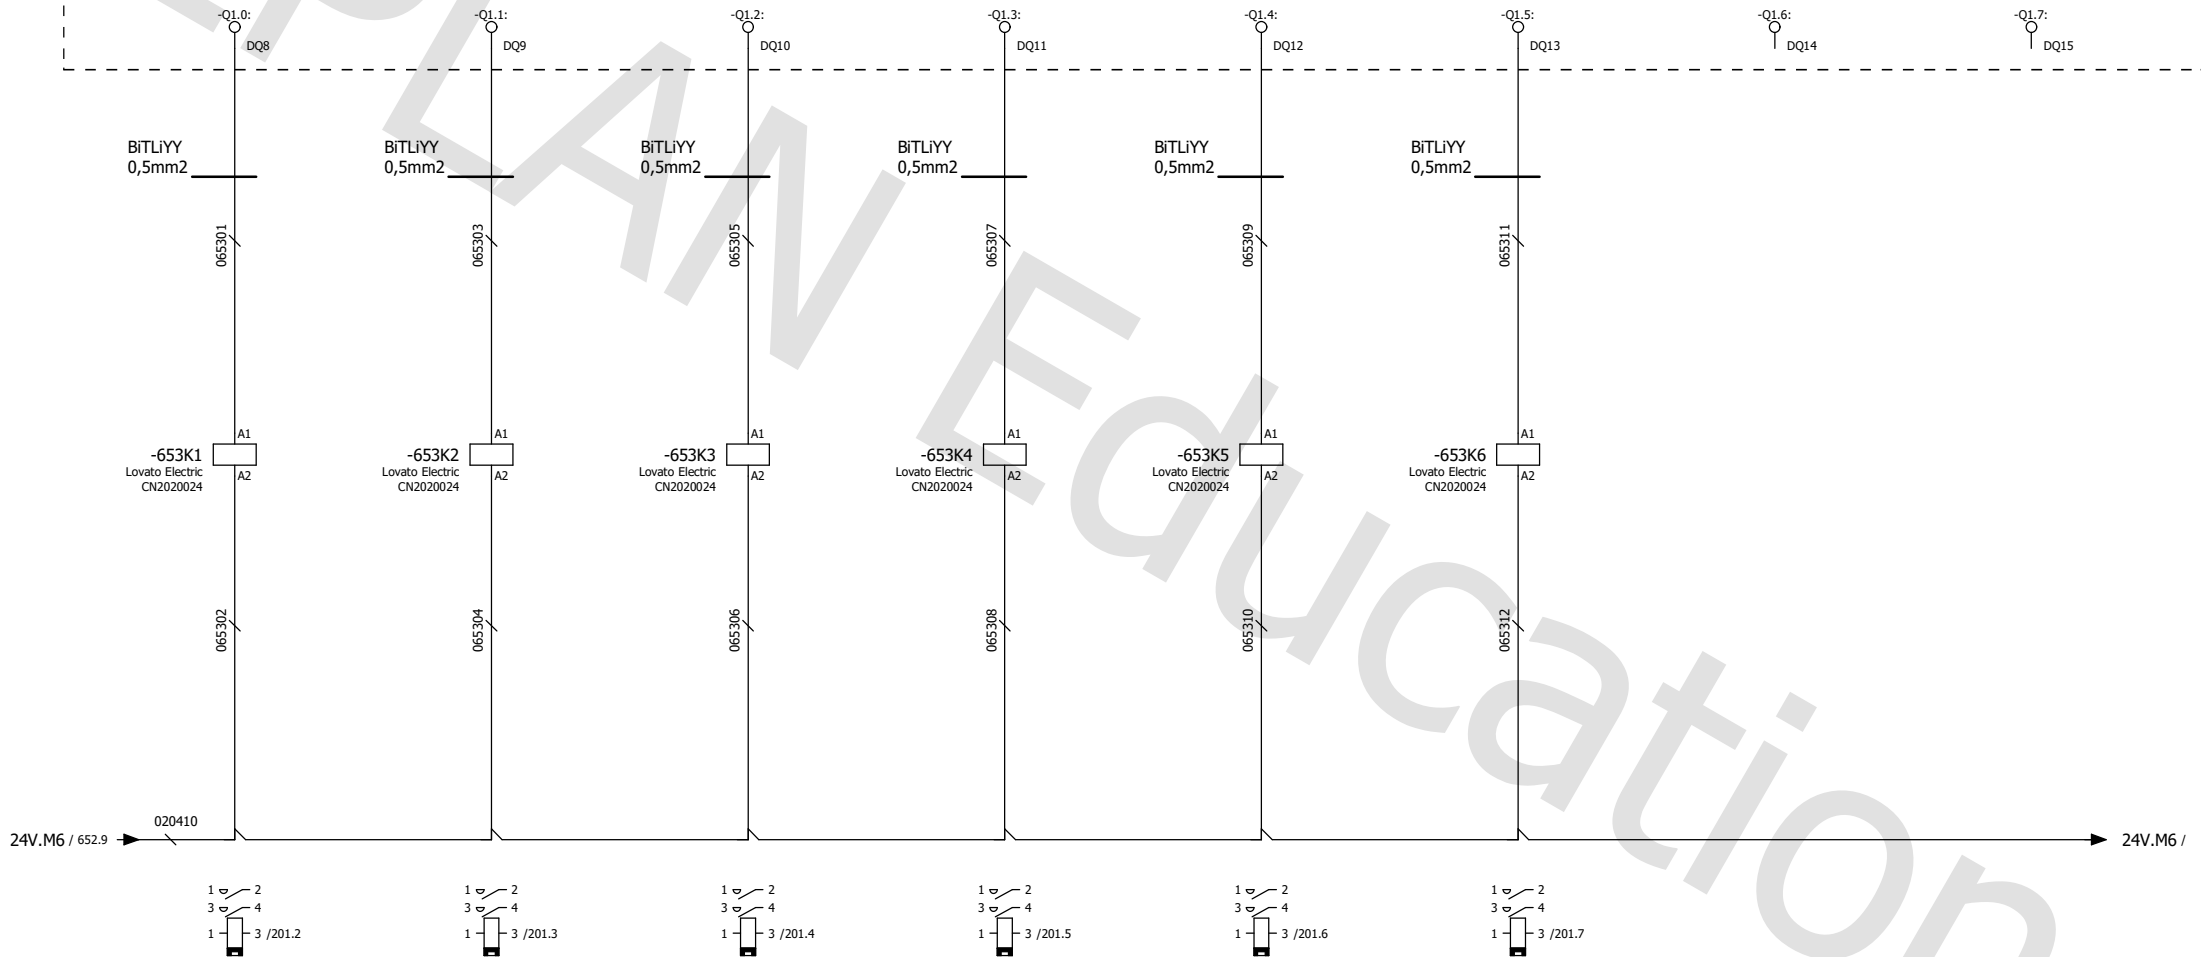 -Q1.0: -Q1.1: -Q1.2: -Q1.3: -Q1.4: -Q1.5: -Q1.6: -Q1.7:
DQ8 DQ9 DQ10 DQ11 DQ12 DQ13 DQ14 DQ15
BiTLiYY BiTLiYY BiTLiYY BiTLiYY BiTLiYY BiTLiYY
0,5mm2 0,5mm2 0,5mm2 0,5mm2 0,5mm2 0,5mm2
065301 065303 065305 065307 065309 065311
A1 A1 A1 A1 A1 A1
-653K1 -653K2 -653K3 -653K4 -653K5 -653K6
Lovato Electric Lovato Electric Lovato Electric Lovato Electric Lovato Electric Lovato Electric
A2 A2 A2 A2 A2 A2
CN2020024 CN2020024 CN2020024 CN2020024 CN2020024 CN2020024
065302 065304 065306 065308 065310 065312
020410
24V.M6 / 652.9 24V.M6 /
1 2 1 2 1 2 1 2 1 2 1 2
3 4 3 4 3 4 3 4 3 4 3 4
1 3 /201.2 1 3 /201.3 1 3 /201.4 1 3 /201.5 1 3 /201.6 1 3 /201.7
EPLAN Education